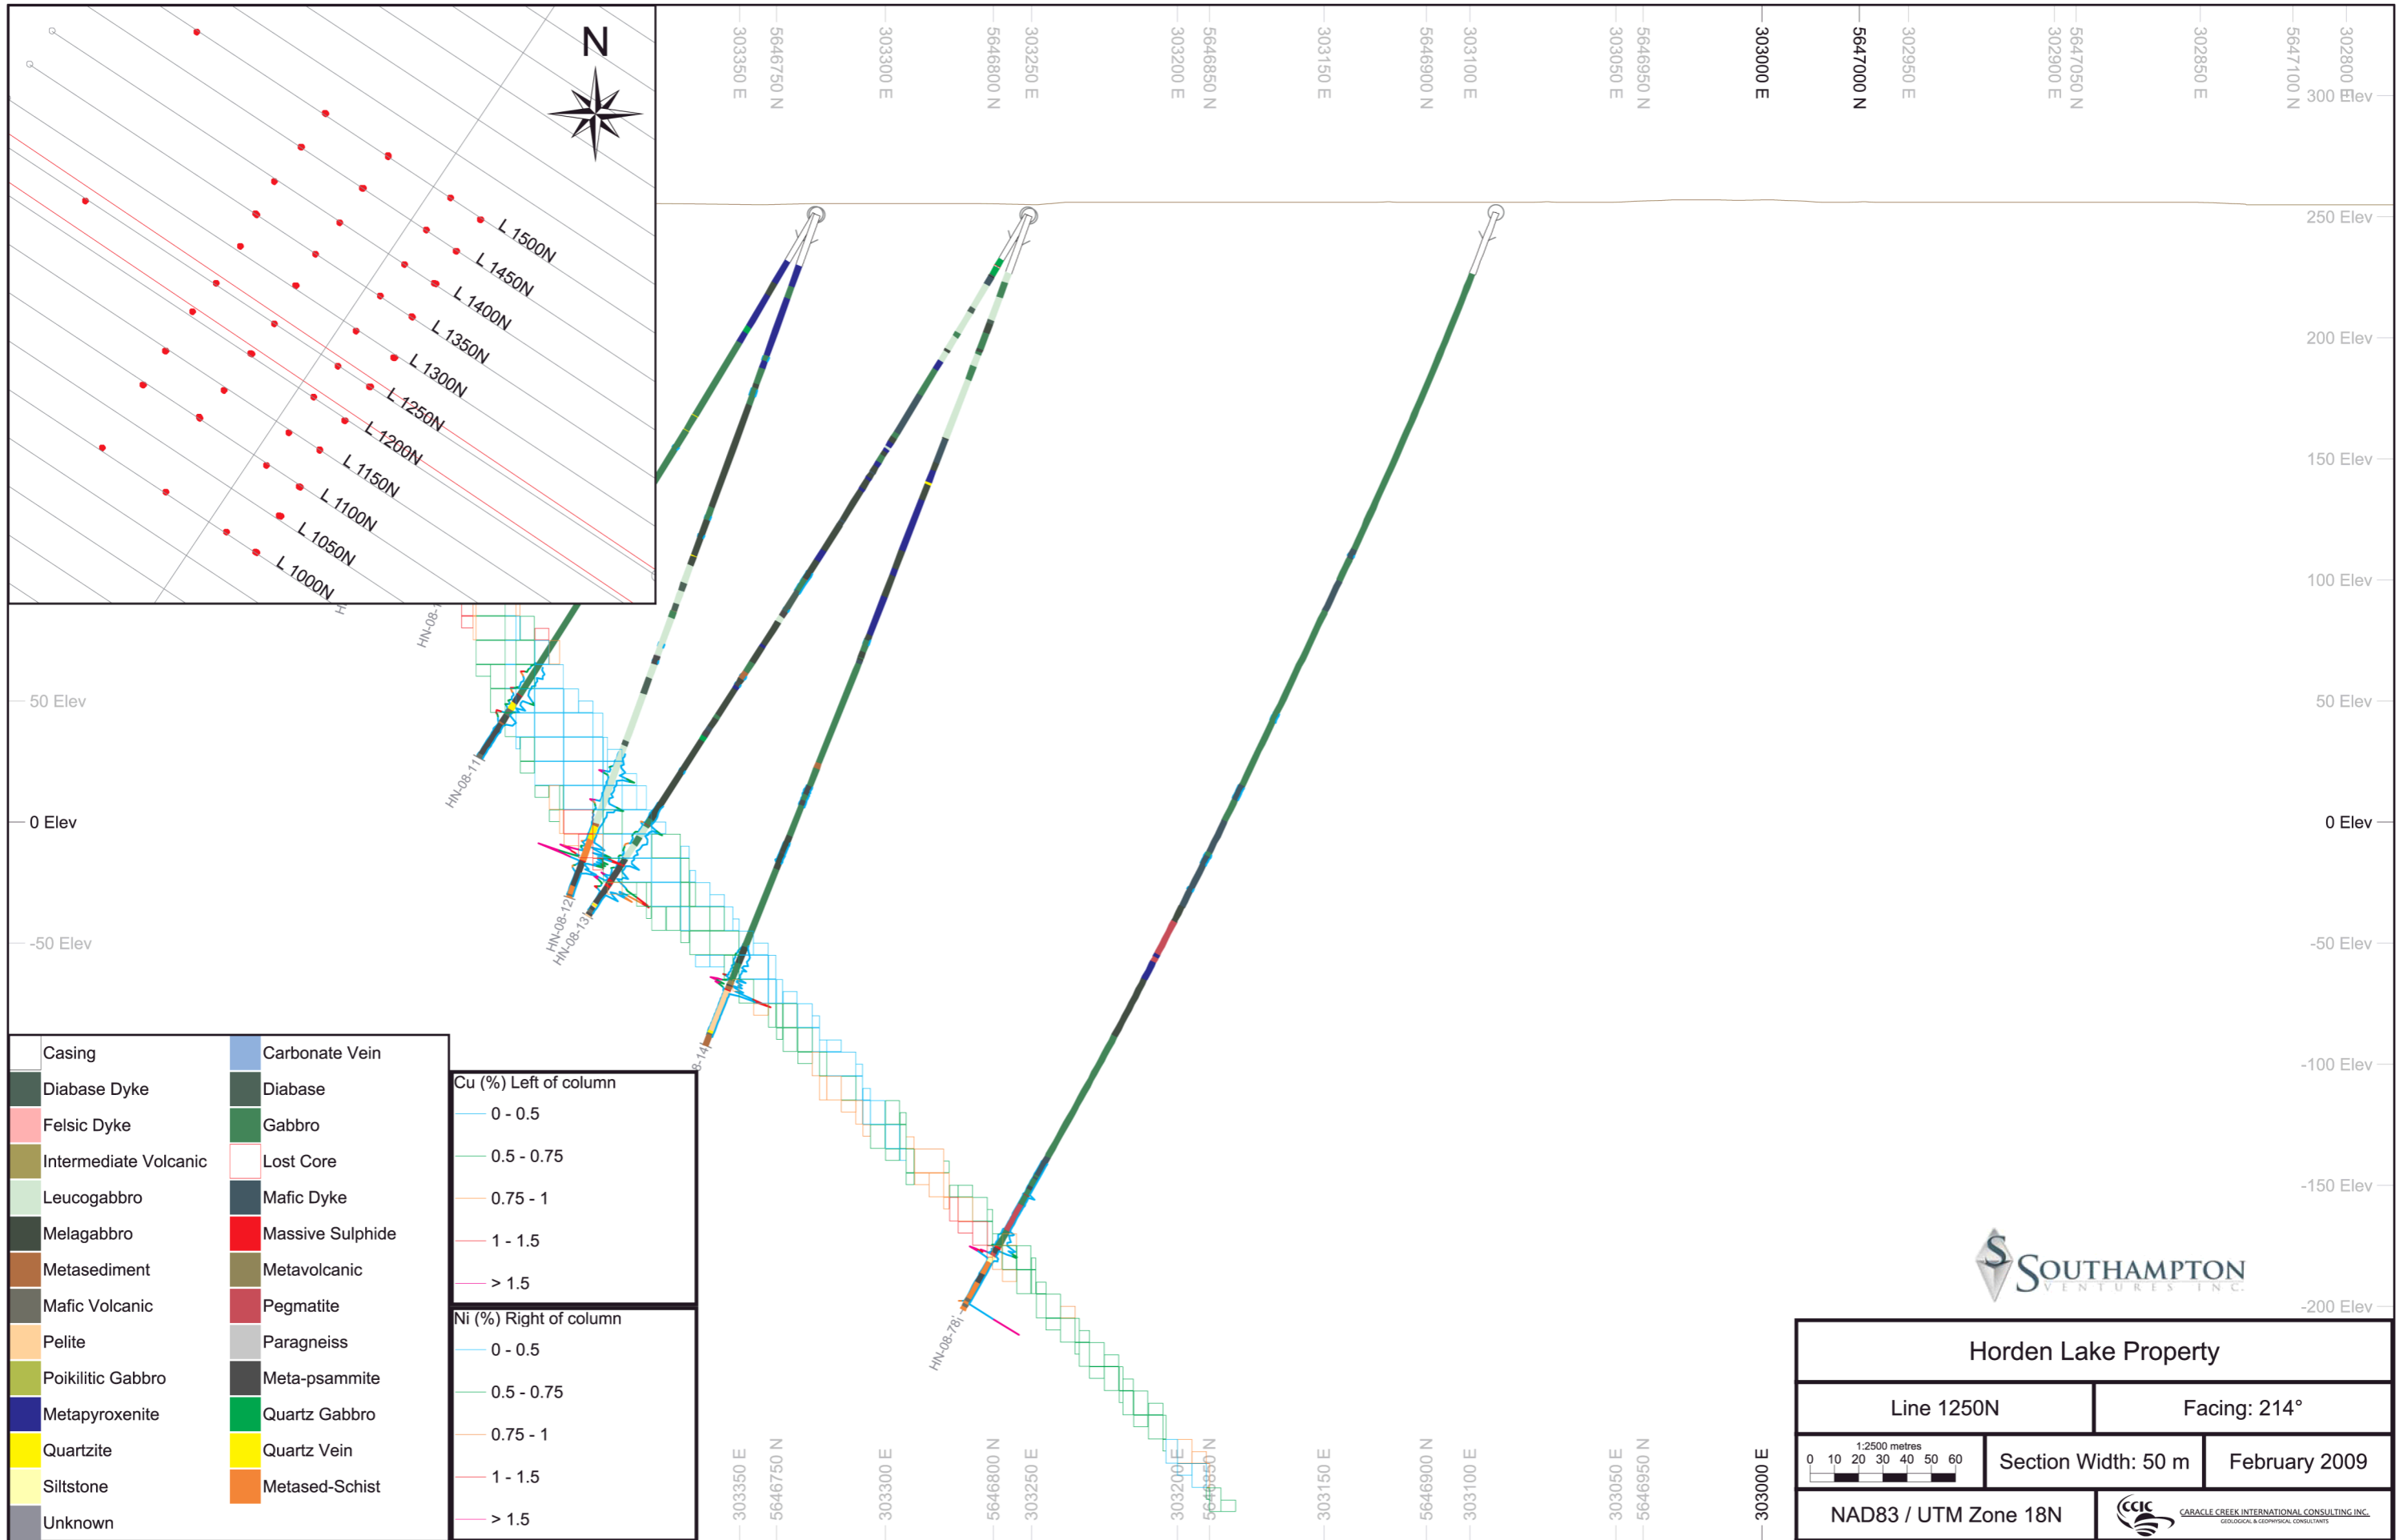 N
L 1500N
L 1450N
L 1400N
L 1350N
L 1300N
L 1250N
L 1200N
L 1150N
L 1100N
L 1050N
L 1000N
303350 E
5646750 N
303300 E
5646800 N
303250 E
303200 E
5646850 N
303150 E
5646900 N
303100 E
303050 E
5646950 N
303000 E
5647000 N
302950 E
302900 E
5647050 N
302850 E
5647100 N
302800 E
300 Elev
250 Elev
200 Elev
150 Elev
100 Elev
50 Elev
50 Elev
0 Elev
0 Elev
-50 Elev
-50 Elev
-100 Elev
-150 Elev
-200 Elev
HN-08-11
HN-08-12
HN-08-13
8-14
HN-08-78
Casing
Carbonate Vein
Diabase Dyke
Diabase
Felsic Dyke
Gabbro
Intermediate Volcanic
Lost Core
Leucogabbro
Mafic Dyke
Melagabbro
Massive Sulphide
Metasediment
Metavolcanic
Mafic Volcanic
Pegmatite
Pelite
Paragneiss
Poikilitic Gabbro
Meta-psammite
Metapyroxenite
Quartz Gabbro
Quartzite
Quartz Vein
Siltstone
Metased-Schist
Unknown
Cu (%) Left of column
0 - 0.5
0.5 - 0.75
0.75 - 1
1 - 1.5
> 1.5
Ni (%) Right of column
0 - 0.5
0.5 - 0.75
0.75 - 1
1 - 1.5
> 1.5
303350 E
5646750 N
303300 E
5646800 N
303250 E
303200 E
5646850 N
303150 E
5646900 N
303100 E
303050 E
5646950 N
303000 E
S
SOUTHAMPTON
VENTURES INC.
Horden Lake Property
Line 1250N
Facing: 214°
1:2500 metres
0 10 20 30 40 50 60
Section Width: 50 m
February 2009
NAD83 / UTM Zone 18N
CCIC
CARACLE CREEK INTERNATIONAL CONSULTING INC.
GEOLOGICAL & GEOPHYSICAL CONSULTANTS